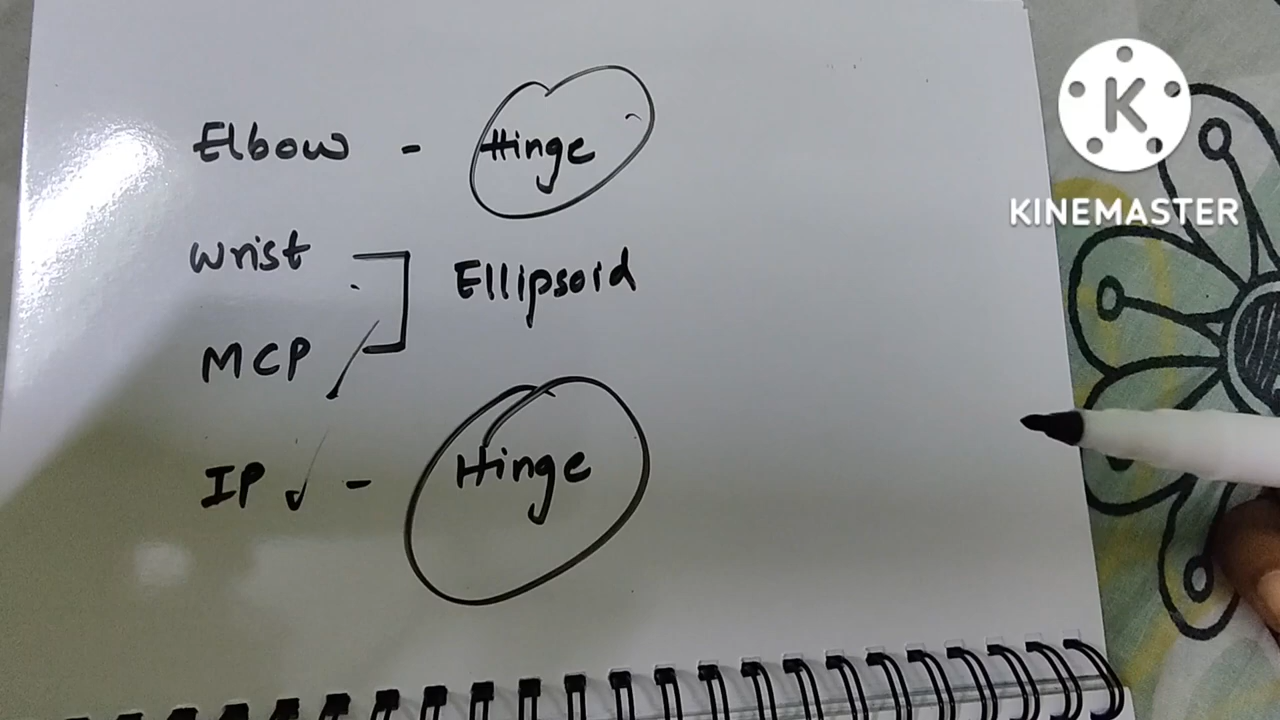 Elbow - Hinge
Wrist
Ellipsoid
MCP
IP ✓ - Hinge
K
KINEMASTER